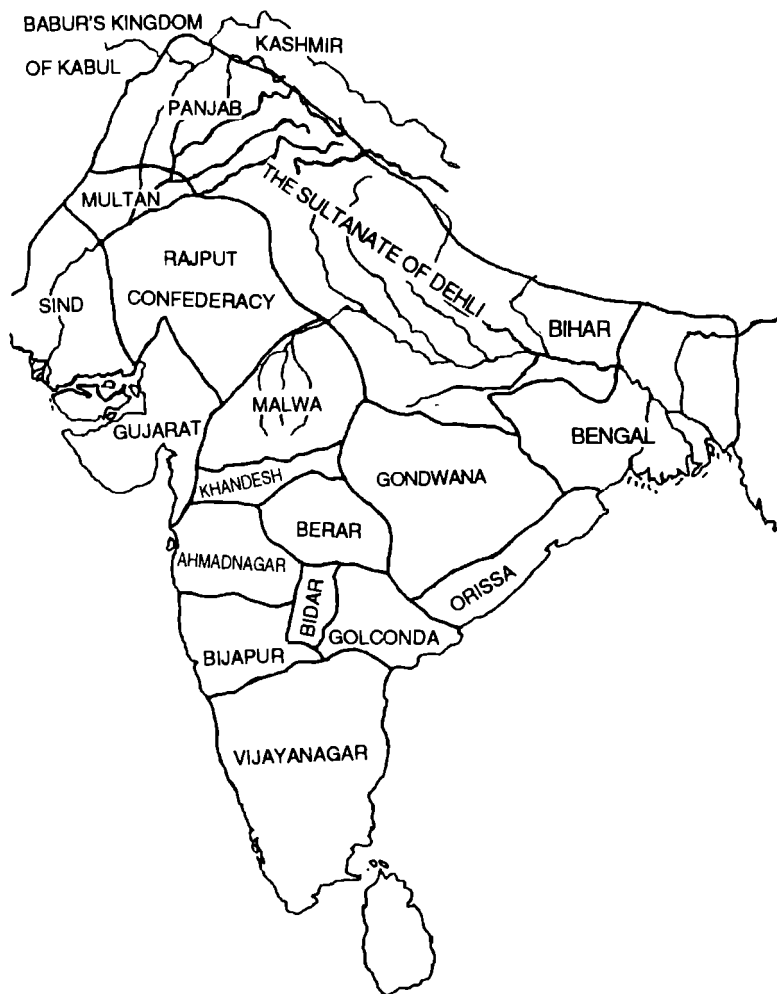 BABUR'S KINGDOM
OF KABUL
KASHMIR
PANJAB
MULTAN
THE SULTANATE OF DEHLI
RAJPUT
CONFEDERACY
SIND
BIHAR
MALWA
GUJARAT
BENGAL
KHANDESH
GONDWANA
BERAR
AHMADNAGAR
ORISSA
BIDAR
GOLCONDA
BIJAPUR
VIJAYANAGAR